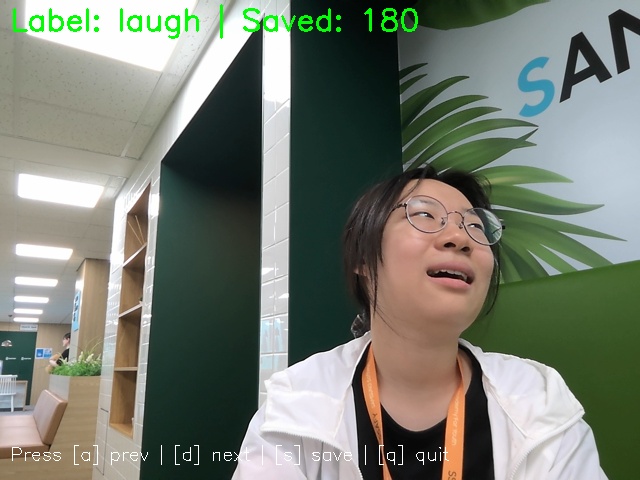 Label: laugh | Saved: 180
SAN
Press [a] prev | [d] next | [s] save | [q] quit